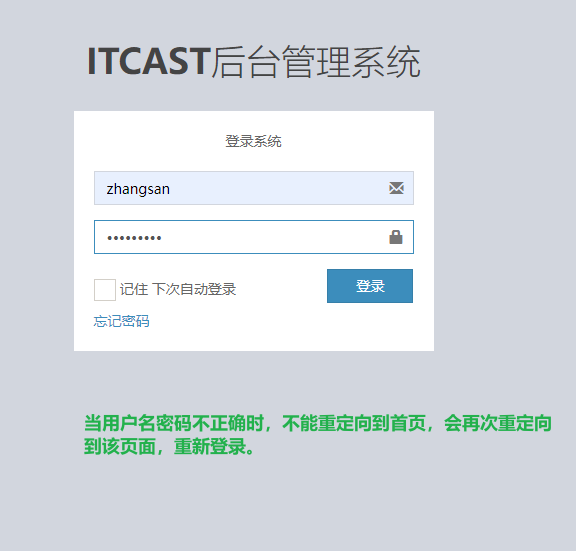 ITCAST后台管理系统
登录系统
zhangsan
•••••••••
记住 下次自动登录
登录
忘记密码
当用户名密码不正确时，不能重定向到首页，会再次重定向
到该页面，重新登录。